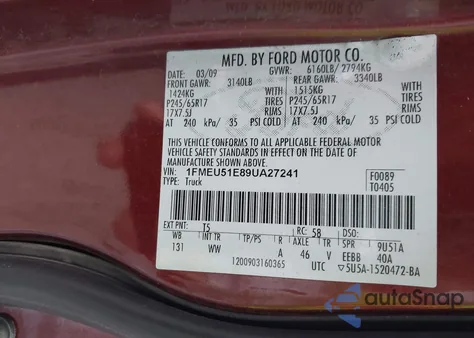 MFD. BY FORD MOTOR CO.
DATE: 03/09 GVWR: 6160LB/ 2794KG
FRONT GAWR: 3140LB REAR GAWR: 3340LB
1424KG WITH 1515KG WITH
P245/65R17 TIRES P245/65R17 TIRES
17X7.5J RIMS 17X7.5J RIMS
AT 240 kPa/ 35 PSI COLD AT 240 kPa/ 35 PSI COLD
THIS VEHICLE CONFORMS TO ALL APPLICABLE FEDERAL MOTOR
VEHICLE SAFETY AND THEFT PREVENTION STANDARDS IN EFFECT ON THE DATE OF
MANUFACTURE SHOWN ABOVE.
VIN: 1FMEU51E89UA27241
TYPE: Truck
F0089
T0405
EXT PNT: T5 RC: 58 DSO:
WB INT TR TP/PS R AXLE TR SPR 9U51A
131 WW A 46 V EEBB 40A
1200903160365 UTC 5U5A-1520472-BA
autoSnap